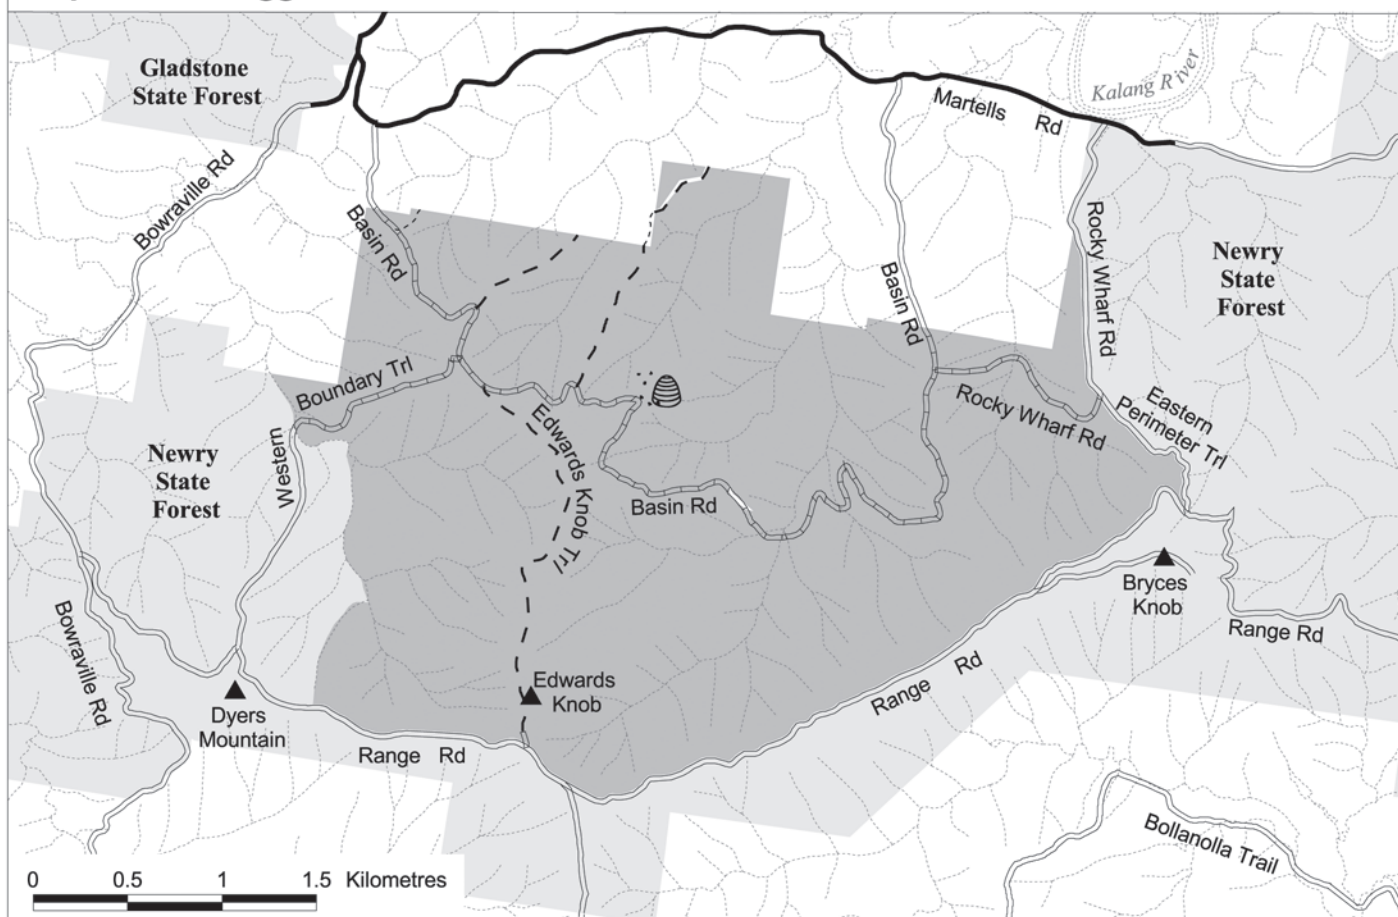 Gladstone
State Forest
Kalang River
Martells Rd
Bowraville Rd
Basin Rd
Rocky Wharf Rd
Newry
State
Forest
Basin Rd
Boundary Trl
Eastern
Perimeter Trl
Rocky Wharf Rd
Edwards Knob Trl
Western
Newry
State
Forest
Basin Rd
Bryces
Knob
Range Rd
Bowraville Rd
Edwards
Knob
Range Rd
Dyers
Mountain
Range Rd
Bollanolla Trail
0 0.5 1 1.5 Kilometres